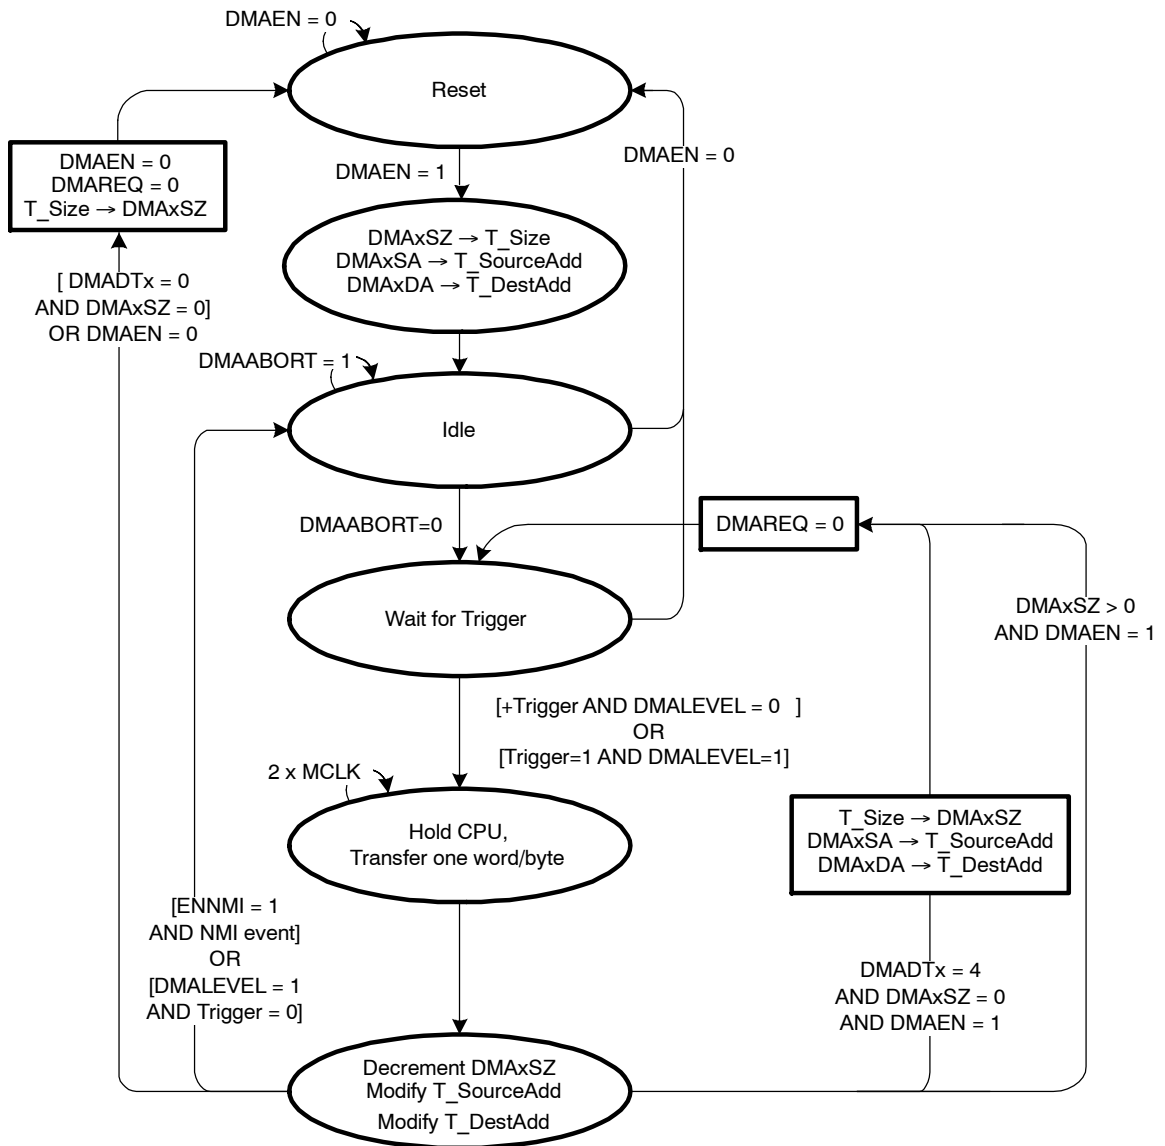 DMAEN = 0
Reset
DMAEN = 0
DMAREQ = 0
T_Size → DMAxSZ
DMAEN = 1
DMAEN = 0
DMAxSZ → T_Size
DMAxSA → T_SourceAdd
DMAxDA → T_DestAdd
[ DMADTx = 0
AND DMAxSZ = 0]
OR DMAEN = 0
DMAABORT = 1
Idle
DMAABORT=0
DMAREQ = 0
Wait for Trigger
DMAxSZ > 0
AND DMAEN = 1
[+Trigger AND DMALEVEL = 0 ]
OR
[Trigger=1 AND DMALEVEL=1]
2 x MCLK
Hold CPU,
Transfer one word/byte
T_Size → DMAxSZ
DMAxSA → T_SourceAdd
DMAxDA → T_DestAdd
[ENNMI = 1
AND NMI event]
OR
[DMALEVEL = 1
AND Trigger = 0]
DMADTx = 4
AND DMAxSZ = 0
AND DMAEN = 1
Decrement DMAxSZ
Modify T_SourceAdd
Modify T_DestAdd